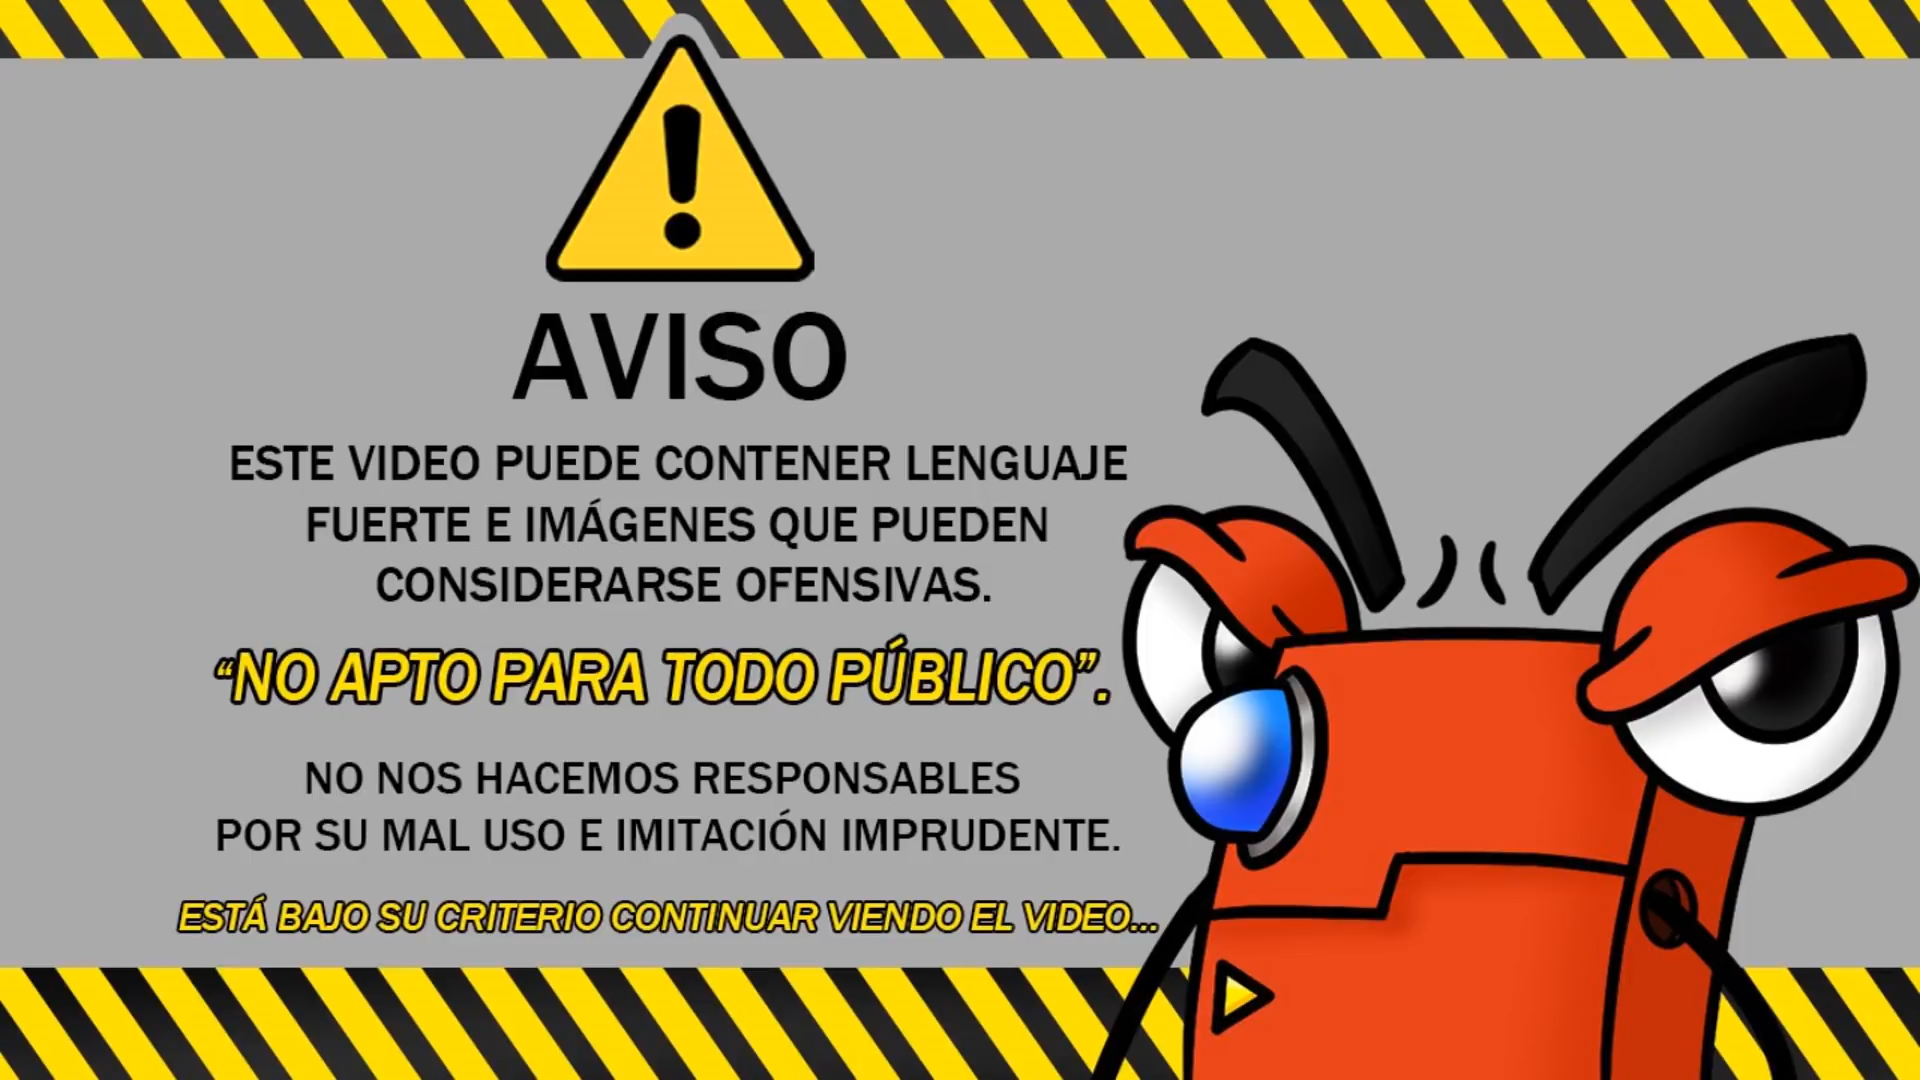 AVISO
ESTE VIDEO PUEDE CONTENER LENGUAJE
FUERTE E IMÁGENES QUE PUEDEN
CONSIDERARSE OFENSIVAS.
“NO APTO PARA TODO PÚBLICO”.
NO NOS HACEMOS RESPONSABLES
POR SU MAL USO E IMITACIÓN IMPRUDENTE.
ESTÁ BAJO SU CRITERIO CONTINUAR VIENDO EL VIDEO...